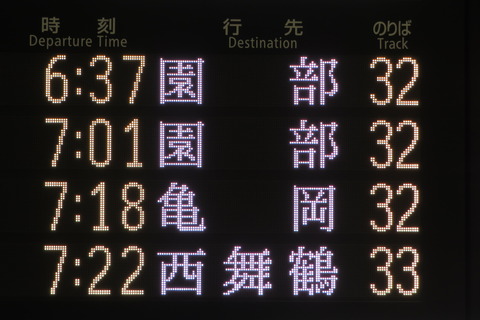 時刻 行先 のりば
Departure Time Destination Track
6:37 園部 32
7:01 園部 32
7:18 亀岡 32
7:22 西舞鶴 33